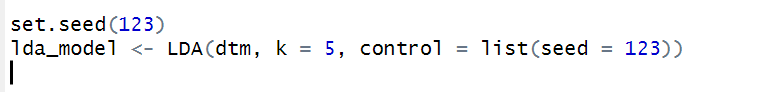 set.seed(123)
lda_model <- LDA(dtm, k = 5, control = list(seed = 123))